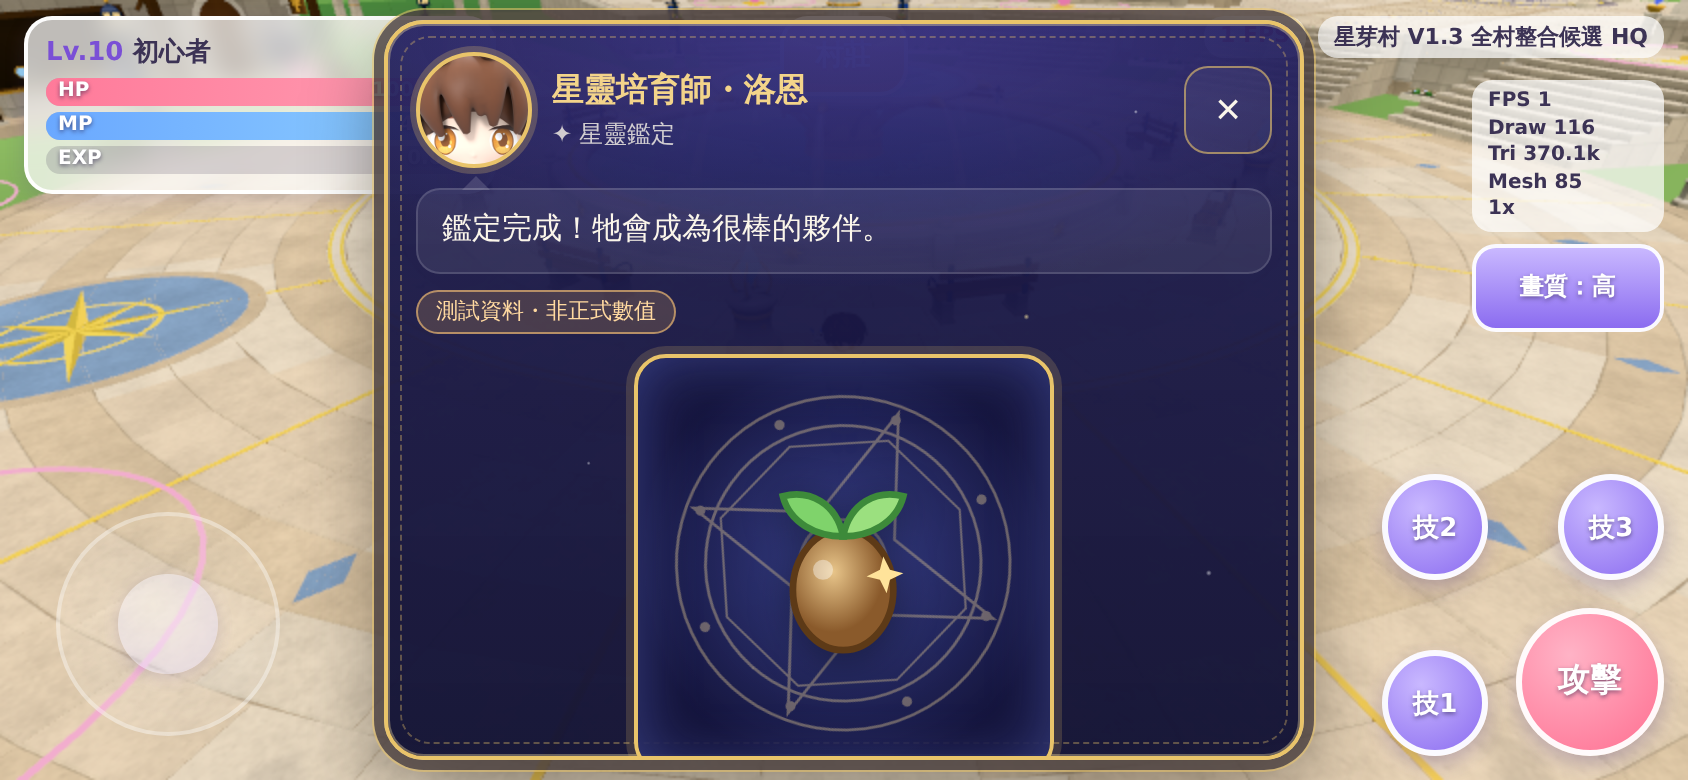 Lv.10 初心者
HP
MP
EXP
星靈培育師・洛恩
✦ 星靈鑑定
×
鑑定完成！牠會成為很棒的夥伴。
測試資料・非正式數值
星芽村 V1.3 全村整合候選 HQ
FPS 1
Draw 116
Tri 370.1k
Mesh 85
1x
畫質：高
技2
技3
技1
攻擊